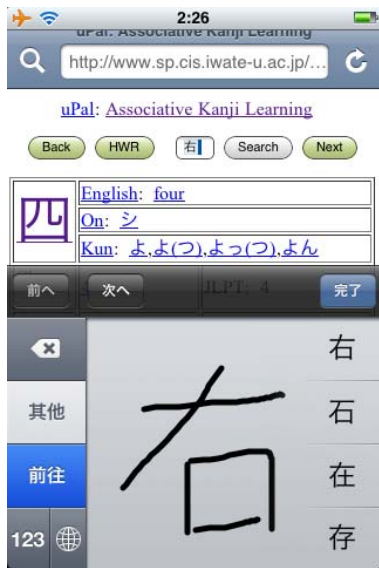 2:26
uPal: Associative Kanji Learning
http://www.sp.cis.iwate-u.ac.jp/...
uPal: Associative Kanji Learning
Back HWR 右 Search Next
四
English: four
On: シ
Kun: よ,よ(つ),よっ(つ),よん
前へ 次へ JLPT: 4 完了
右
其他 石
前往 在
123 存
右